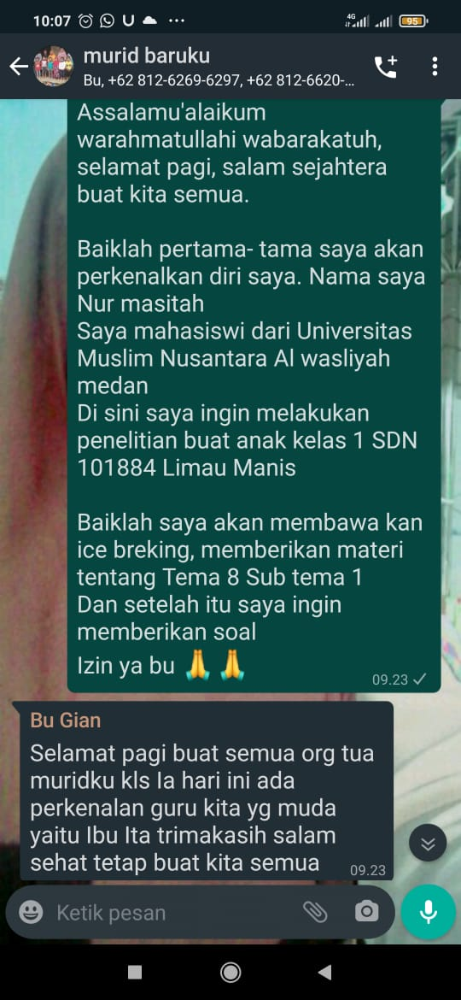 10:07
4G
95
murid baruku
Bu, +62 812-6269-6297, +62 812-6620-...
Assalamu'alaikum
warahmatullahi wabarakatuh,
selamat pagi, salam sejahtera
buat kita semua.
Baiklah pertama- tama saya akan
perkenalkan diri saya. Nama saya
Nur masitah
Saya mahasiswi dari Universitas
Muslim Nusantara Al wasliyah
medan
Di sini saya ingin melakukan
penelitian buat anak kelas 1 SDN
101884 Limau Manis
Baiklah saya akan membawa kan
ice breking, memberikan materi
tentang Tema 8 Sub tema 1
Dan setelah itu saya ingin
memberikan soal
Izin ya bu 🙏 🙏
09.23
Bu Gian
Selamat pagi buat semua org tua
muridku kls Ia hari ini ada
perkenalan guru kita yg muda
yaitu Ibu Ita trimakasih salam
sehat tetap buat kita semua
09.23
Ketik pesan